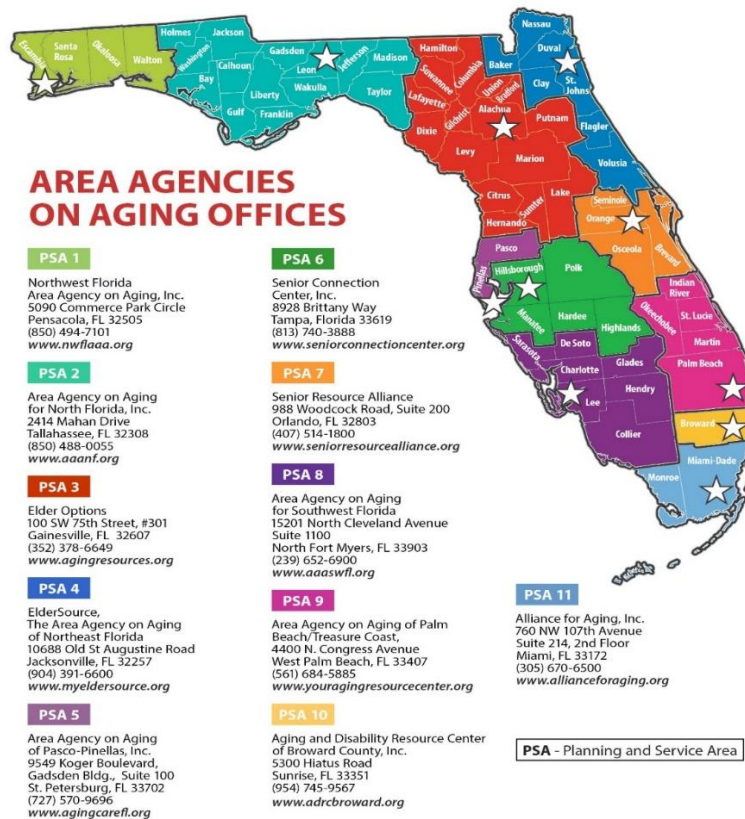 Nassau
Holmes
Jackson
Escambia
Santa
Rosa
Okaloosa
Walton
Washington
Bay
Calhoun
Gulf
Liberty
Franklin
Gadsden
Leon
Wakulla
Jefferson
Madison
Taylor
Hamilton
Suwannee
Columbia
Lafayette
Dixie
Gilchrist
Union
Bradford
Alachua
Levy
Putnam
Marion
Citrus
Sumter
Lake
Hernando
Baker
Duval
Clay
St.
Johns
Flagler
Volusia
Seminole
Orange
Osceola
Brevard
Pasco
Pinellas
Hillsborough
Polk
Manatee
Hardee
Highlands
Indian
River
Okeechobee
St. Lucie
Martin
Palm Beach
Sarasota
De Soto
Charlotte
Glades
Lee
Hendry
Collier
Broward
Miami-Dade
Monroe
AREA AGENCIES
ON AGING OFFICES
PSA 1
Northwest Florida
Area Agency on Aging, Inc.
5090 Commerce Park Circle
Pensacola, FL 32505
(850) 494-7101
www.nwflaaa.org
PSA 2
Area Agency on Aging
for North Florida, Inc.
2414 Mahan Drive
Tallahassee, FL 32308
(850) 488-0055
www.aaanf.org
PSA 3
Elder Options
100 SW 75th Street, #301
Gainesville, FL 32607
(352) 378-6649
www.agingresources.org
PSA 4
ElderSource,
The Area Agency on Aging
of Northeast Florida
10688 Old St Augustine Road
Jacksonville, FL 32257
(904) 391-6600
www.myeldersource.org
PSA 5
Area Agency on Aging
of Pasco-Pinellas, Inc.
9549 Koger Boulevard,
Gadsden Bldg., Suite 100
St. Petersburg, FL 33702
(727) 570-9696
www.agingcarefl.org
PSA 6
Senior Connection
Center, Inc.
8928 Brittany Way
Tampa, Florida 33619
(813) 740-3888
www.seniorconnectioncenter.org
PSA 7
Senior Resource Alliance
988 Woodcock Road, Suite 200
Orlando, FL 32803
(407) 514-1800
www.seniorresourcealliance.org
PSA 8
Area Agency on Aging
for Southwest Florida
15201 North Cleveland Avenue
Suite 1100
North Fort Myers, FL 33903
(239) 652-6900
www.aaaswfl.org
PSA 9
Area Agency on Aging of Palm
Beach/Treasure Coast,
4400 N. Congress Avenue
West Palm Beach, FL 33407
(561) 684-5885
www.youragingresourcecenter.org
PSA 10
Aging and Disability Resource Center
of Broward County, Inc.
5300 Hiatus Road
Sunrise, FL 33351
(954) 745-9567
www.adrcbroward.org
PSA 11
Alliance for Aging, Inc.
760 NW 107th Avenue
Suite 214, 2nd Floor
Miami, FL 33172
(305) 670-6500
www.allianceforaging.org
PSA - Planning and Service Area